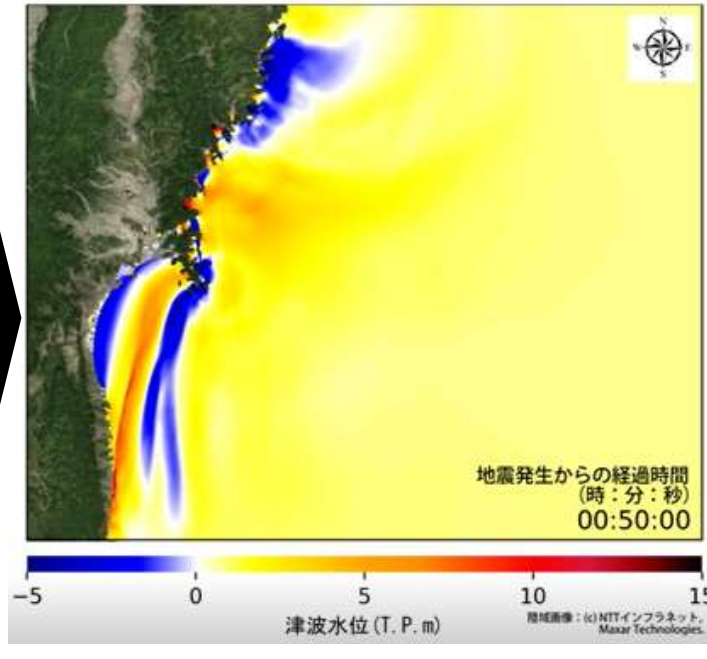 N
W E
S
地震発生からの経過時間
(時：分：秒)
00:50:00
−5 0 5 10 15
津波水位(T.P.m)
陸域画像：(c)NTTインフラネット,
Maxar Technologies.